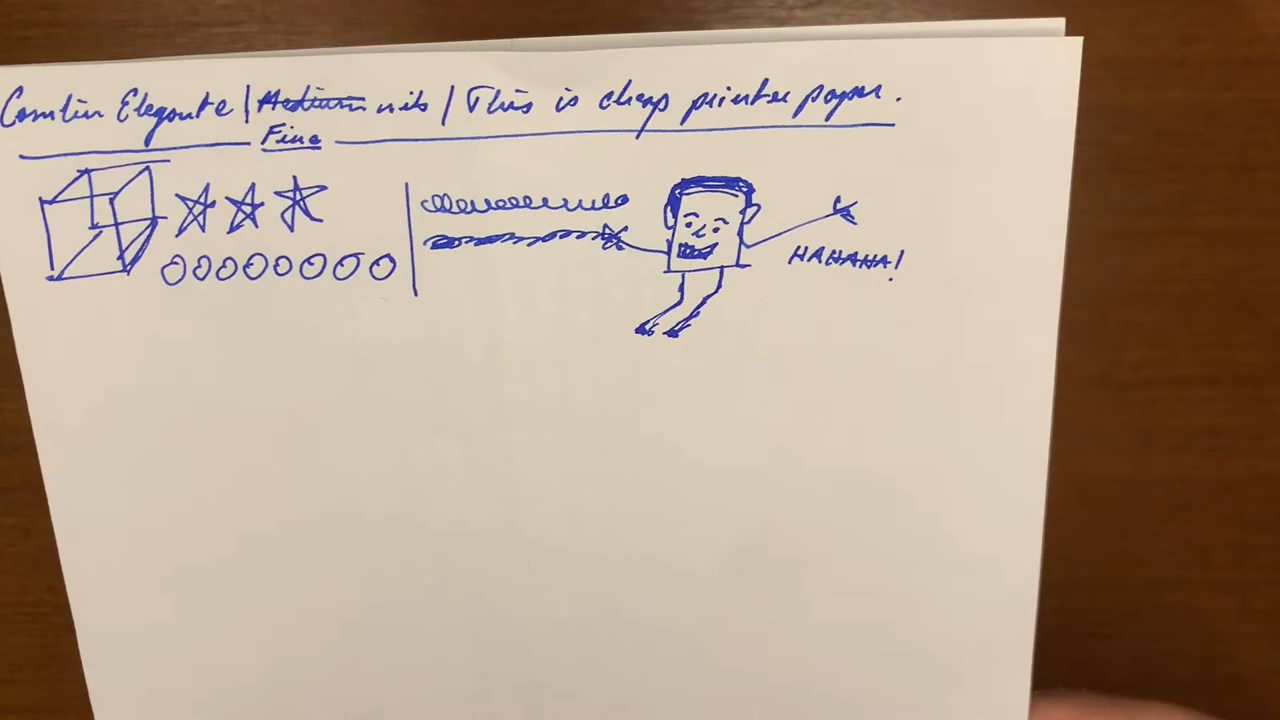 Conklin Elegante / Medium nib / This is cheap printer paper.
Fine
HAHAHA!